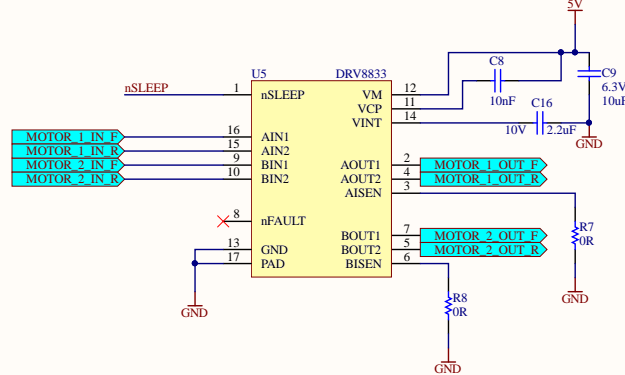 5V
U5 DRV8833
C8
10nF
C9
6.3V
10uF
nSLEEP
1 nSLEEP
VM 12
VCP 11
VINT 14
C16
10V 2.2uF
GND
MOTOR_1_IN_F 16 AIN1
MOTOR_1_IN_R 15 AIN2
MOTOR_2_IN_F 9 BIN1
MOTOR_2_IN_R 10 BIN2
AOUT1 2 MOTOR_1_OUT_F
AOUT2 4 MOTOR_1_OUT_R
AISEN 3
8 nFAULT
R7
0R
BOUT1 7 MOTOR_2_OUT_F
BOUT2 5 MOTOR_2_OUT_R
BISEN 6
13 GND
17 PAD
R8
0R
GND
GND
GND